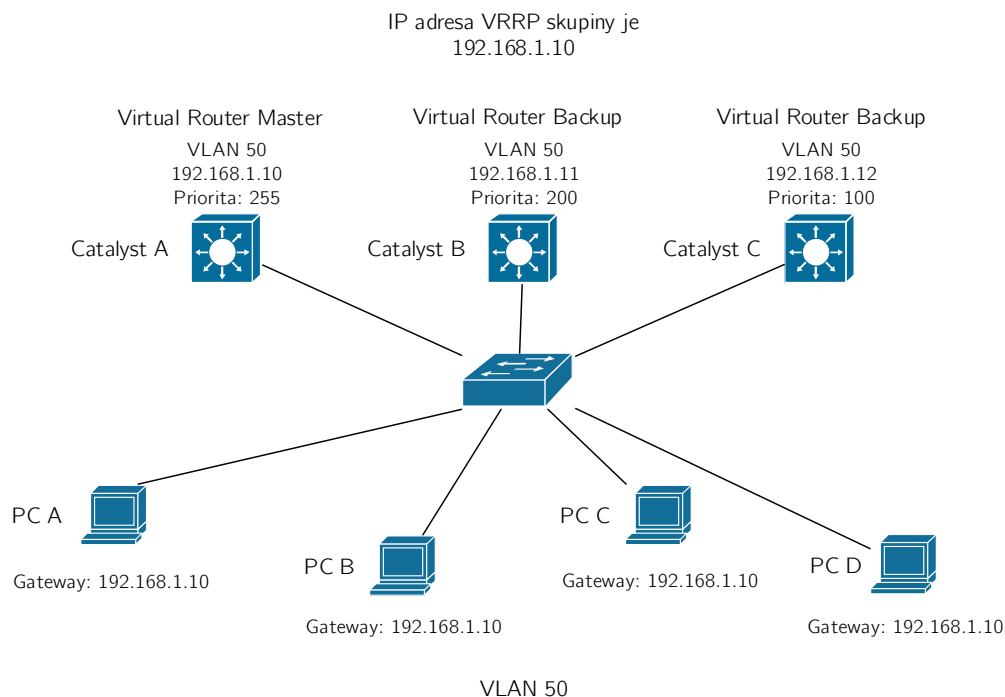 IP adresa VRRP skupiny je
192.168.1.10
Virtual Router Master
VLAN 50
192.168.1.10
Priorita: 255
Catalyst A
Virtual Router Backup
VLAN 50
192.168.1.11
Priorita: 200
Catalyst B
Virtual Router Backup
VLAN 50
192.168.1.12
Priorita: 100
Catalyst C
PC A
Gateway: 192.168.1.10
PC B
Gateway: 192.168.1.10
PC C
Gateway: 192.168.1.10
PC D
Gateway: 192.168.1.10
VLAN 50